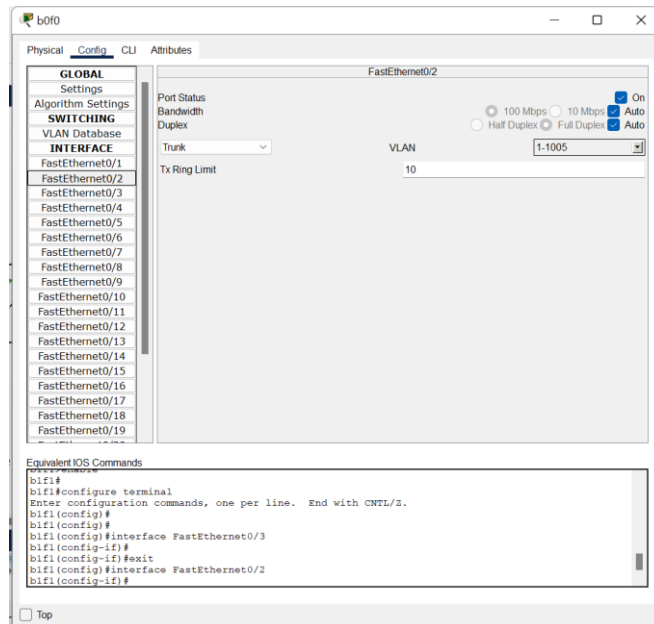 b0f0
Physical Config CLI Attributes
GLOBAL
Settings
Algorithm Settings
SWITCHING
VLAN Database
INTERFACE
FastEthernet0/1
FastEthernet0/2
FastEthernet0/3
FastEthernet0/4
FastEthernet0/5
FastEthernet0/6
FastEthernet0/7
FastEthernet0/8
FastEthernet0/9
FastEthernet0/10
FastEthernet0/11
FastEthernet0/12
FastEthernet0/13
FastEthernet0/14
FastEthernet0/15
FastEthernet0/16
FastEthernet0/17
FastEthernet0/18
FastEthernet0/19
FastEthernet0/2
Port Status On
Bandwidth 100 Mbps 10 Mbps Auto
Duplex Half Duplex Full Duplex Auto
Trunk VLAN 1-1005
Tx Ring Limit 10
Equivalent IOS Commands
b1f1>enable
b1f1#
b1f1#configure terminal
Enter configuration commands, one per line. End with CNTL/Z.
b1f1(config)#
b1f1(config)#
b1f1(config)#interface FastEthernet0/3
b1f1(config-if)#
b1f1(config-if)#exit
b1f1(config)#interface FastEthernet0/2
b1f1(config-if)#
Top